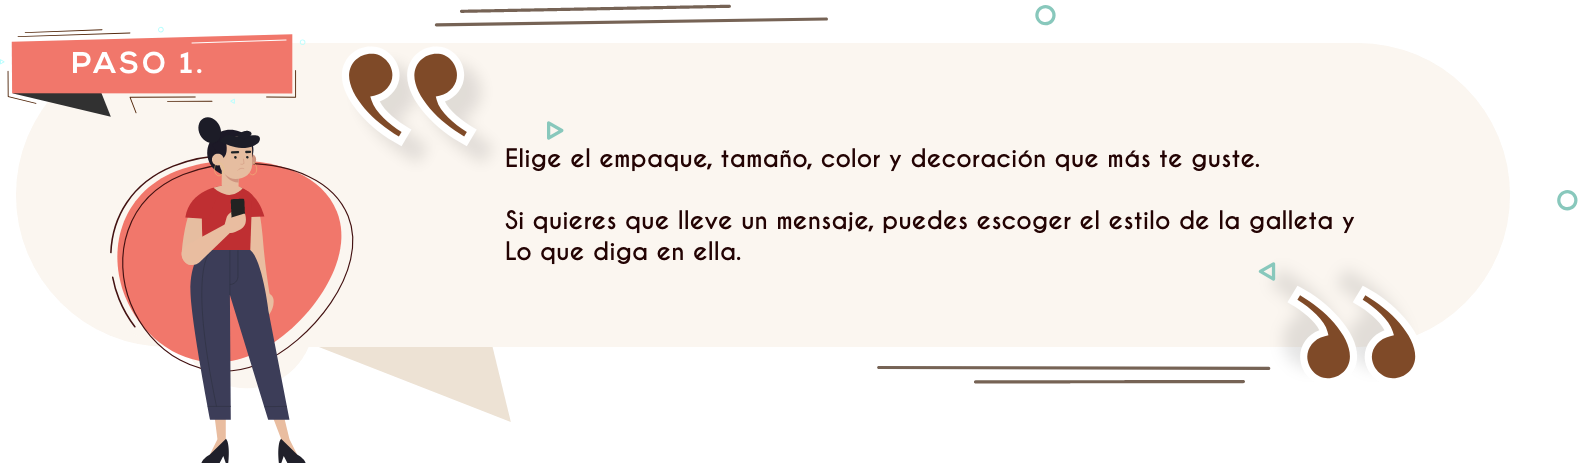 PASO 1.
Elige el empaque, tamaño, color y decoración que más te guste.
Si quieres que lleve un mensaje, puedes escoger el estilo de la galleta y
Lo que diga en ella.